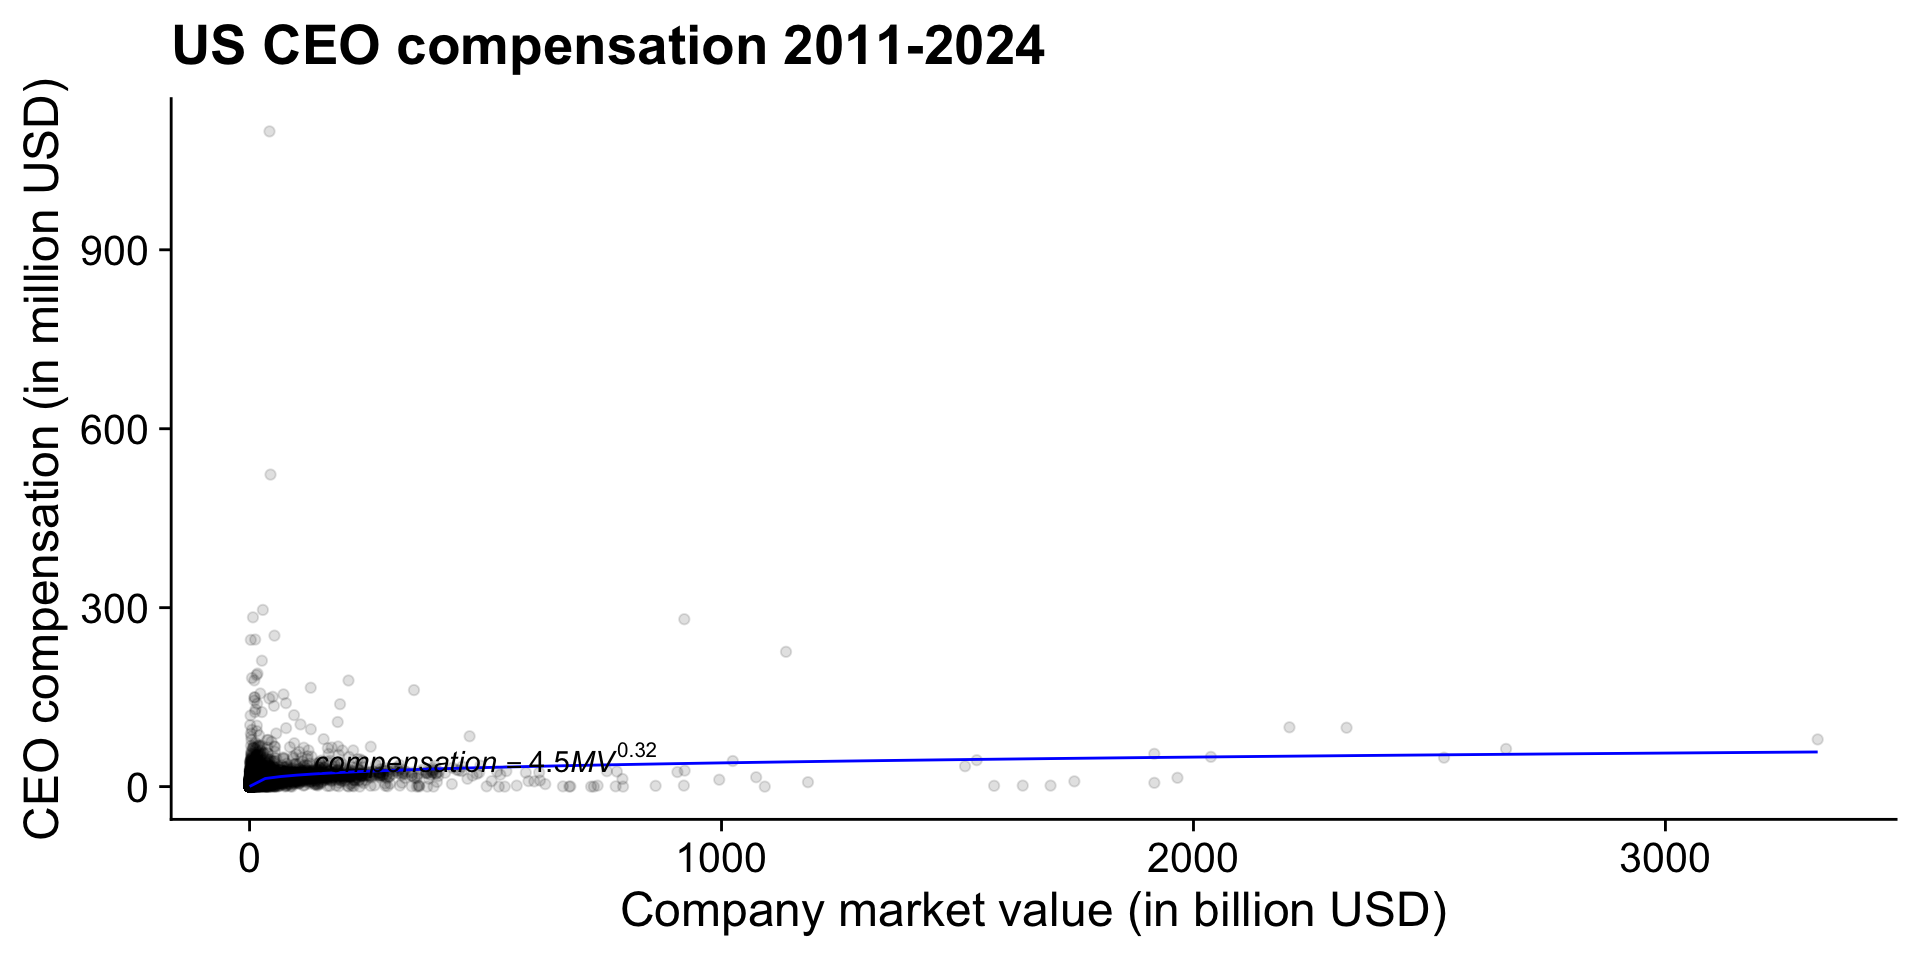 US CEO compensation 2011-2024
CEO compensation (in million USD)
900
600
300
0
compensation = 4.5MV^0.32
0 1000 2000 3000
Company market value (in billion USD)